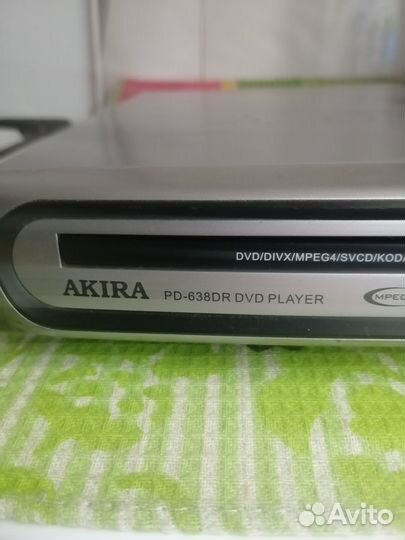 DVD/DIVX/MPEG4/SVCD/KODA
AKIRA PD-638DR DVD PLAYER
MPEG
Avito